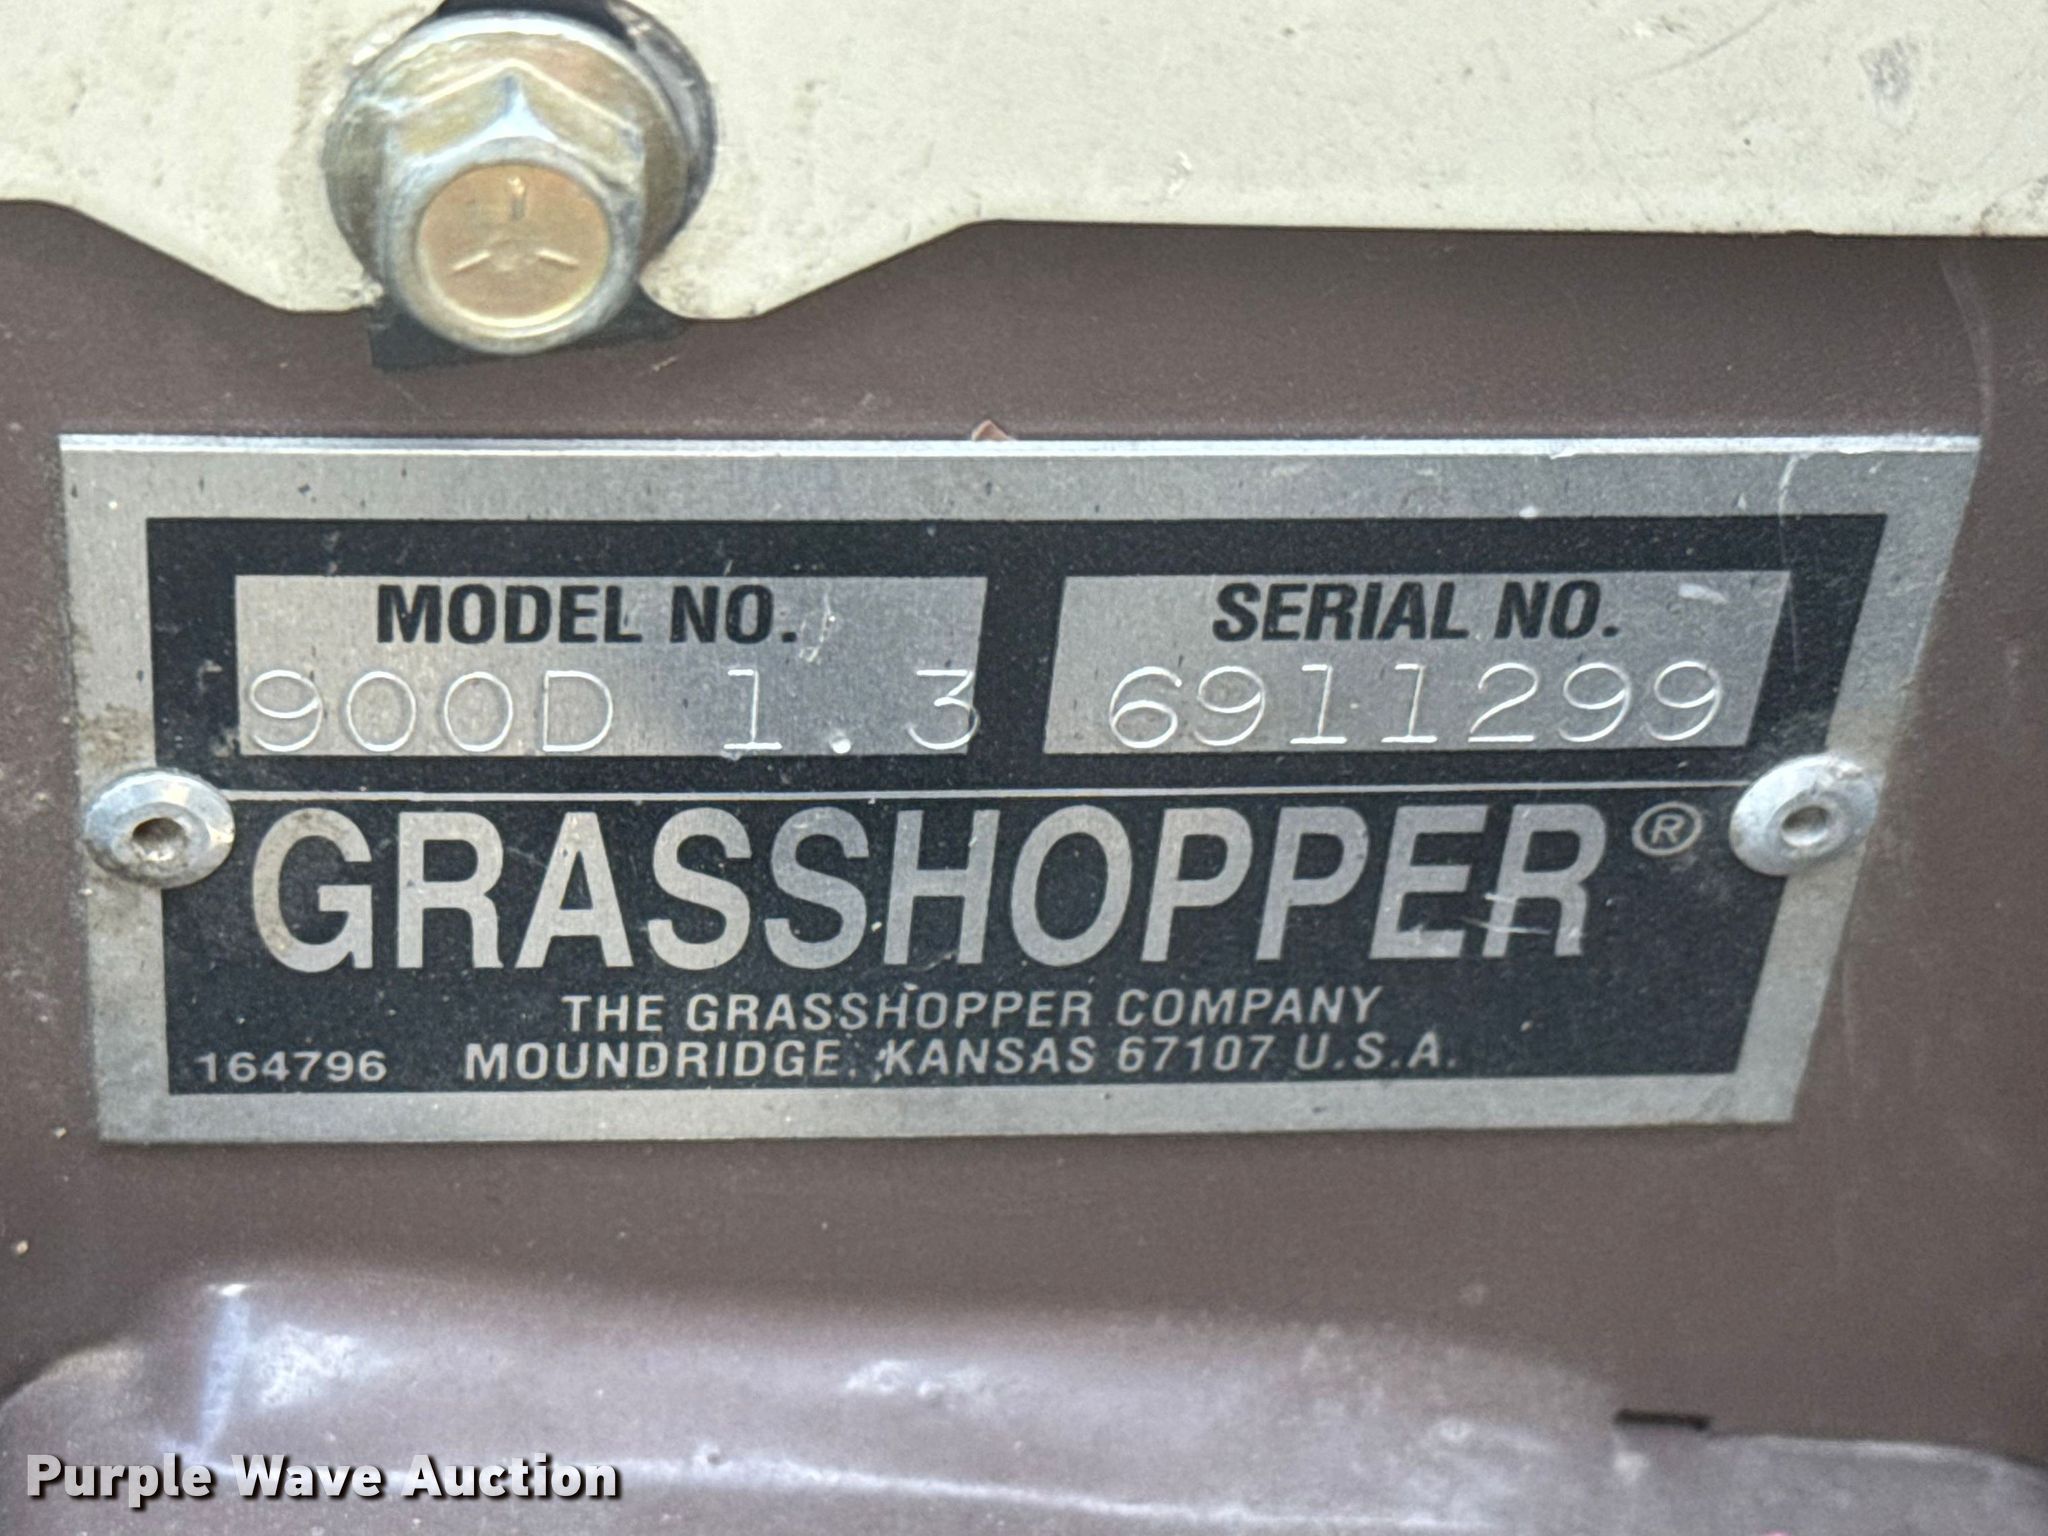 MODEL NO. SERIAL NO.
900D 1.3 6911299
GRASSHOPPER®
THE GRASSHOPPER COMPANY
164796 MOUNDRIDGE, KANSAS 67107 U.S.A.
Purple Wave Auction